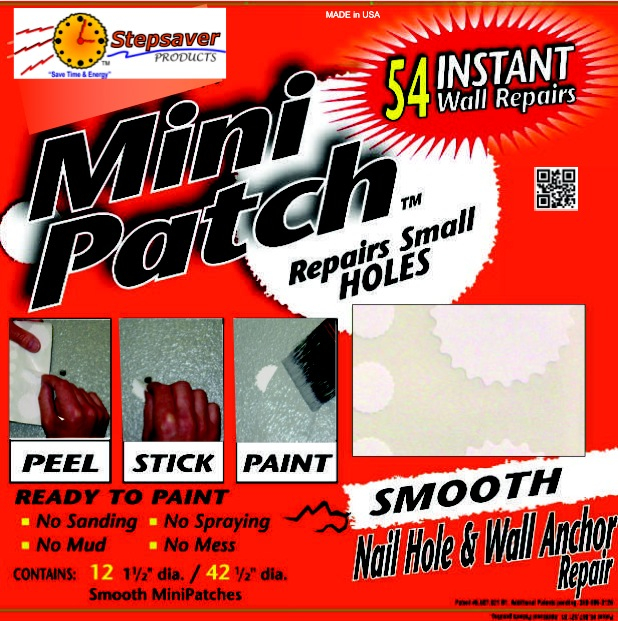 MADE in USA
Stepsaver
PRODUCTS
TM
"Save Time & Energy"
54 INSTANT
Wall Repairs
Mini
Patch™
Repairs Small
HOLES
PEEL STICK PAINT
READY TO PAINT
No Sanding No Spraying
No Mud No Mess
CONTAINS: 12 1½" dia. / 42 ½" dia.
Smooth MiniPatches
SMOOTH
Nail Hole & Wall Anchor
Repair